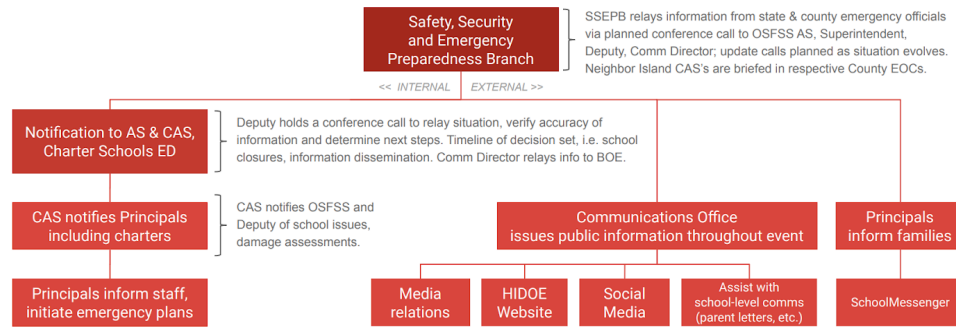 Safety, Security
and Emergency
Preparedness Branch
SSEPB relays information from state & county emergency officials
via planned conference call to OSFSS AS, Superintendent,
Deputy, Comm Director; update calls planned as situation evolves.
Neighbor Island CAS's are briefed in respective County EOCs.
<< INTERNAL
EXTERNAL >>
Notification to AS & CAS,
Charter Schools ED
Deputy holds a conference call to relay situation, verify accuracy of
information and determine next steps. Timeline of decision set, i.e. school
closures, information dissemination. Comm Director relays info to BOE.
CAS notifies Principals
including charters
CAS notifies OSFSS and
Deputy of school issues,
damage assessments.
Communications Office
issues public information throughout event
Principals
inform families
Principals inform staff,
initiate emergency plans
Media
relations
HIDOE
Website
Social
Media
Assist with
school-level comms
(parent letters, etc.)
SchoolMessenger